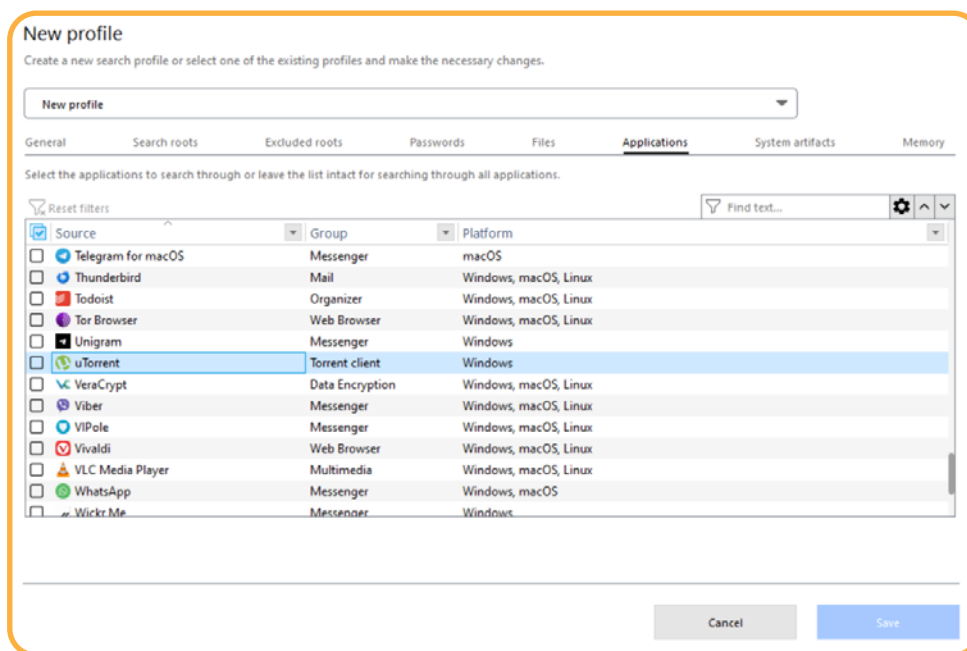 New profile
Create a new search profile or select one of the existing profiles and make the necessary changes.
New profile
General Search roots Excluded roots Passwords Files Applications System artifacts Memory
Select the applications to search through or leave the list intact for searching through all applications.
Reset filters Find text...
Source Group Platform
Telegram for macOS Messenger macOS
Thunderbird Mail Windows, macOS, Linux
Todoist Organizer Windows, macOS, Linux
Tor Browser Web Browser Windows, macOS, Linux
Unigram Messenger Windows
uTorrent Torrent client Windows
VeraCrypt Data Encryption Windows, macOS, Linux
Viber Messenger Windows, macOS, Linux
VIPole Messenger Windows, macOS, Linux
Vivaldi Web Browser Windows, macOS, Linux
VLC Media Player Multimedia Windows, macOS, Linux
WhatsApp Messenger Windows, macOS
Wickr Me Messenger Windows
Cancel Save